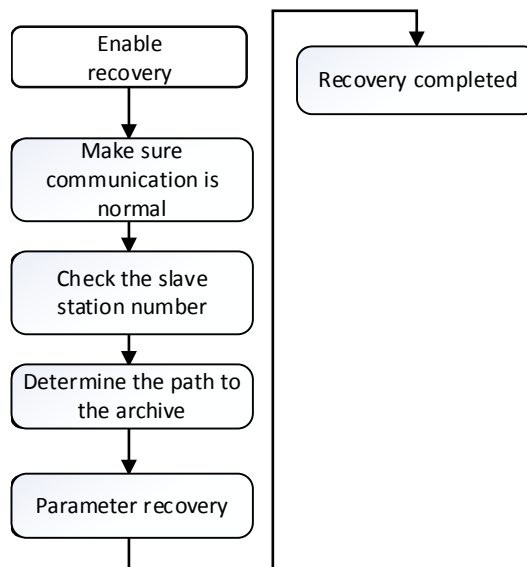 Enable
recovery
Make sure
communication is
normal
Check the slave
station number
Determine the path to
the archive
Parameter recovery
Recovery completed